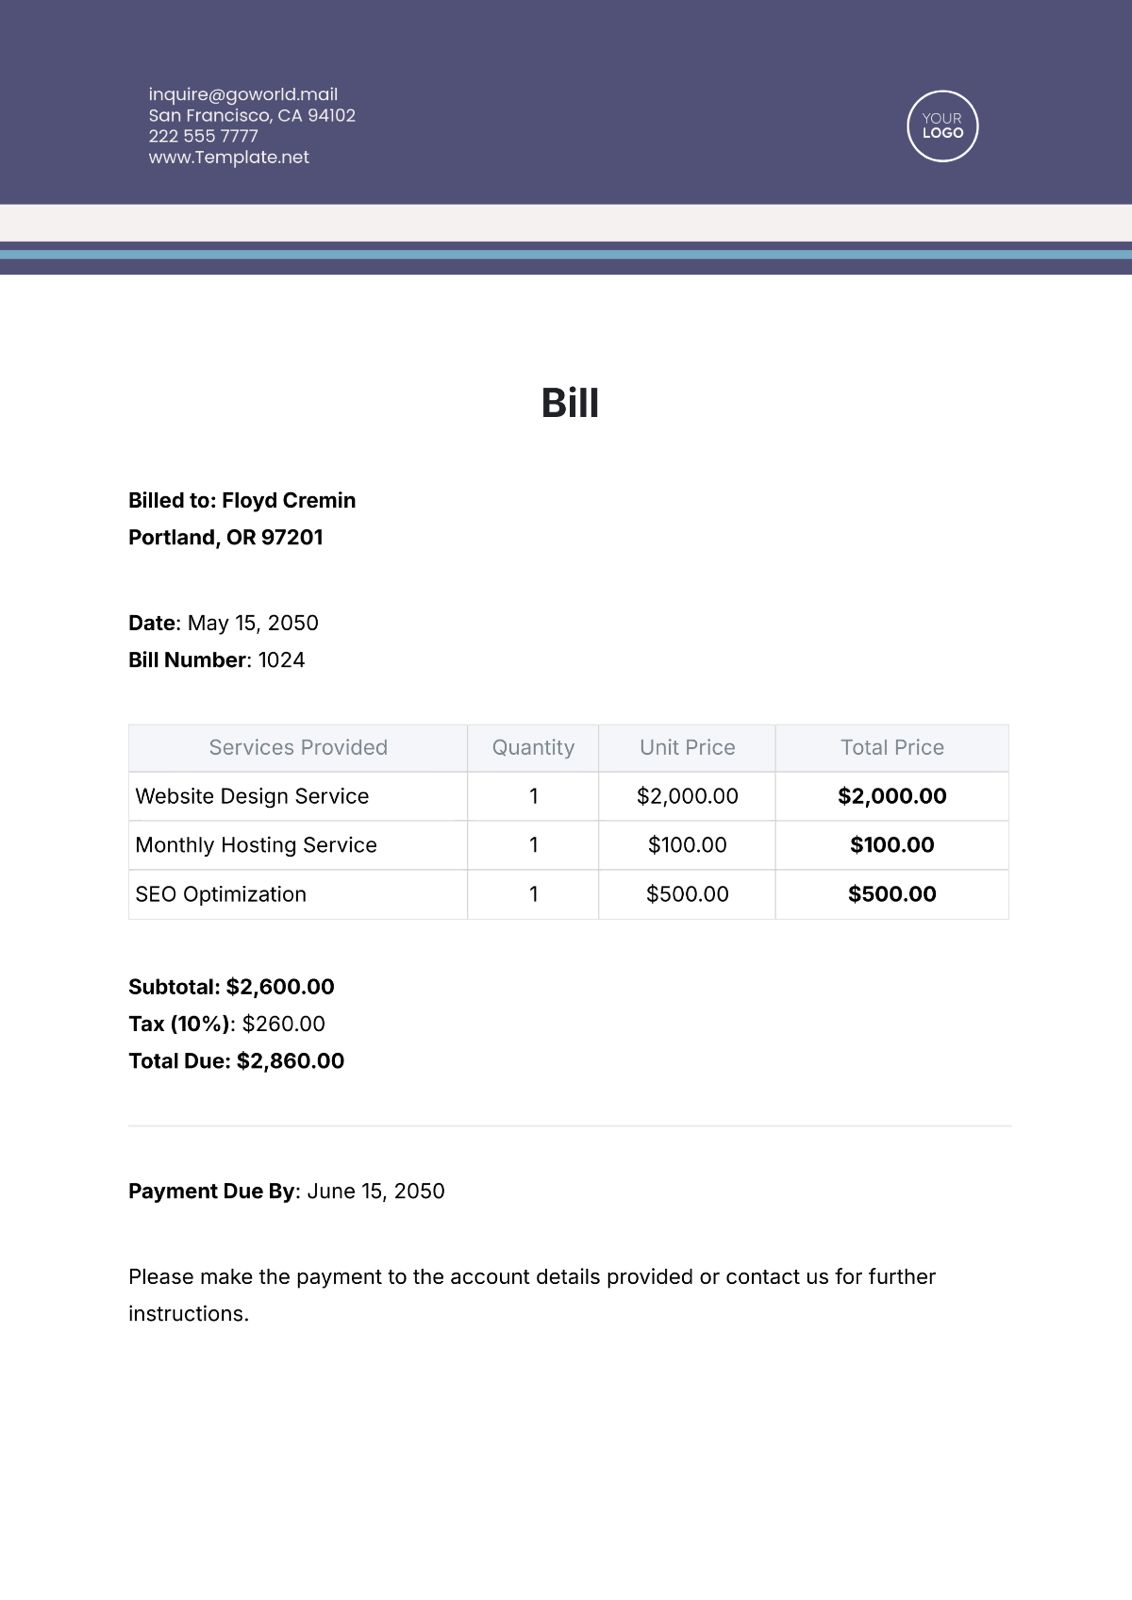 inquire@goworld.mail
San Francisco, CA 94102
222 555 7777
www.Template.net
YOUR
LOGO
Bill
Billed to: Floyd Cremin
Portland, OR 97201
Date: May 15, 2050
Bill Number: 1024
Services Provided Quantity Unit Price Total Price
Website Design Service 1 $2,000.00 $2,000.00
Monthly Hosting Service 1 $100.00 $100.00
SEO Optimization 1 $500.00 $500.00
Subtotal: $2,600.00
Tax (10%): $260.00
Total Due: $2,860.00
Payment Due By: June 15, 2050
Please make the payment to the account details provided or contact us for further
instructions.